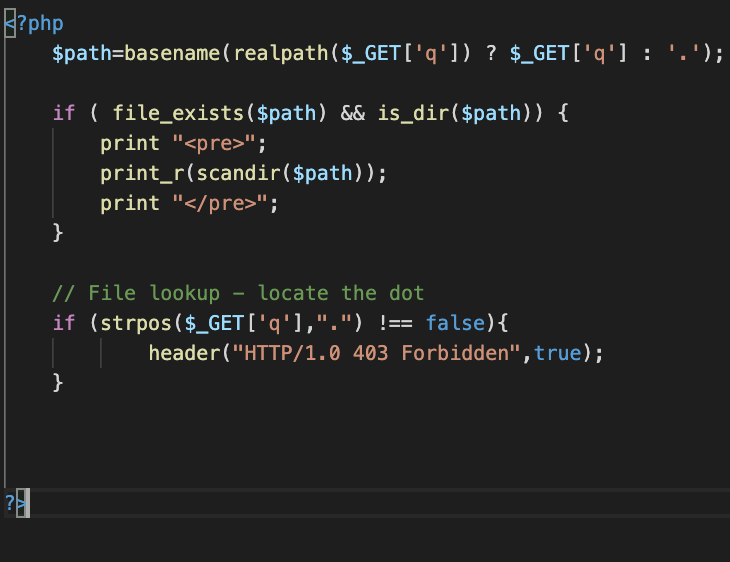 <?php
$path=basename(realpath($_GET['q']) ? $_GET['q'] : '.');
if ( file_exists($path) && is_dir($path)) {
print "<pre>";
print_r(scandir($path));
print "</pre>";
}
// File lookup – locate the dot
if (strpos($_GET['q'],".") !== false){
header("HTTP/1.0 403 Forbidden",true);
}
?>